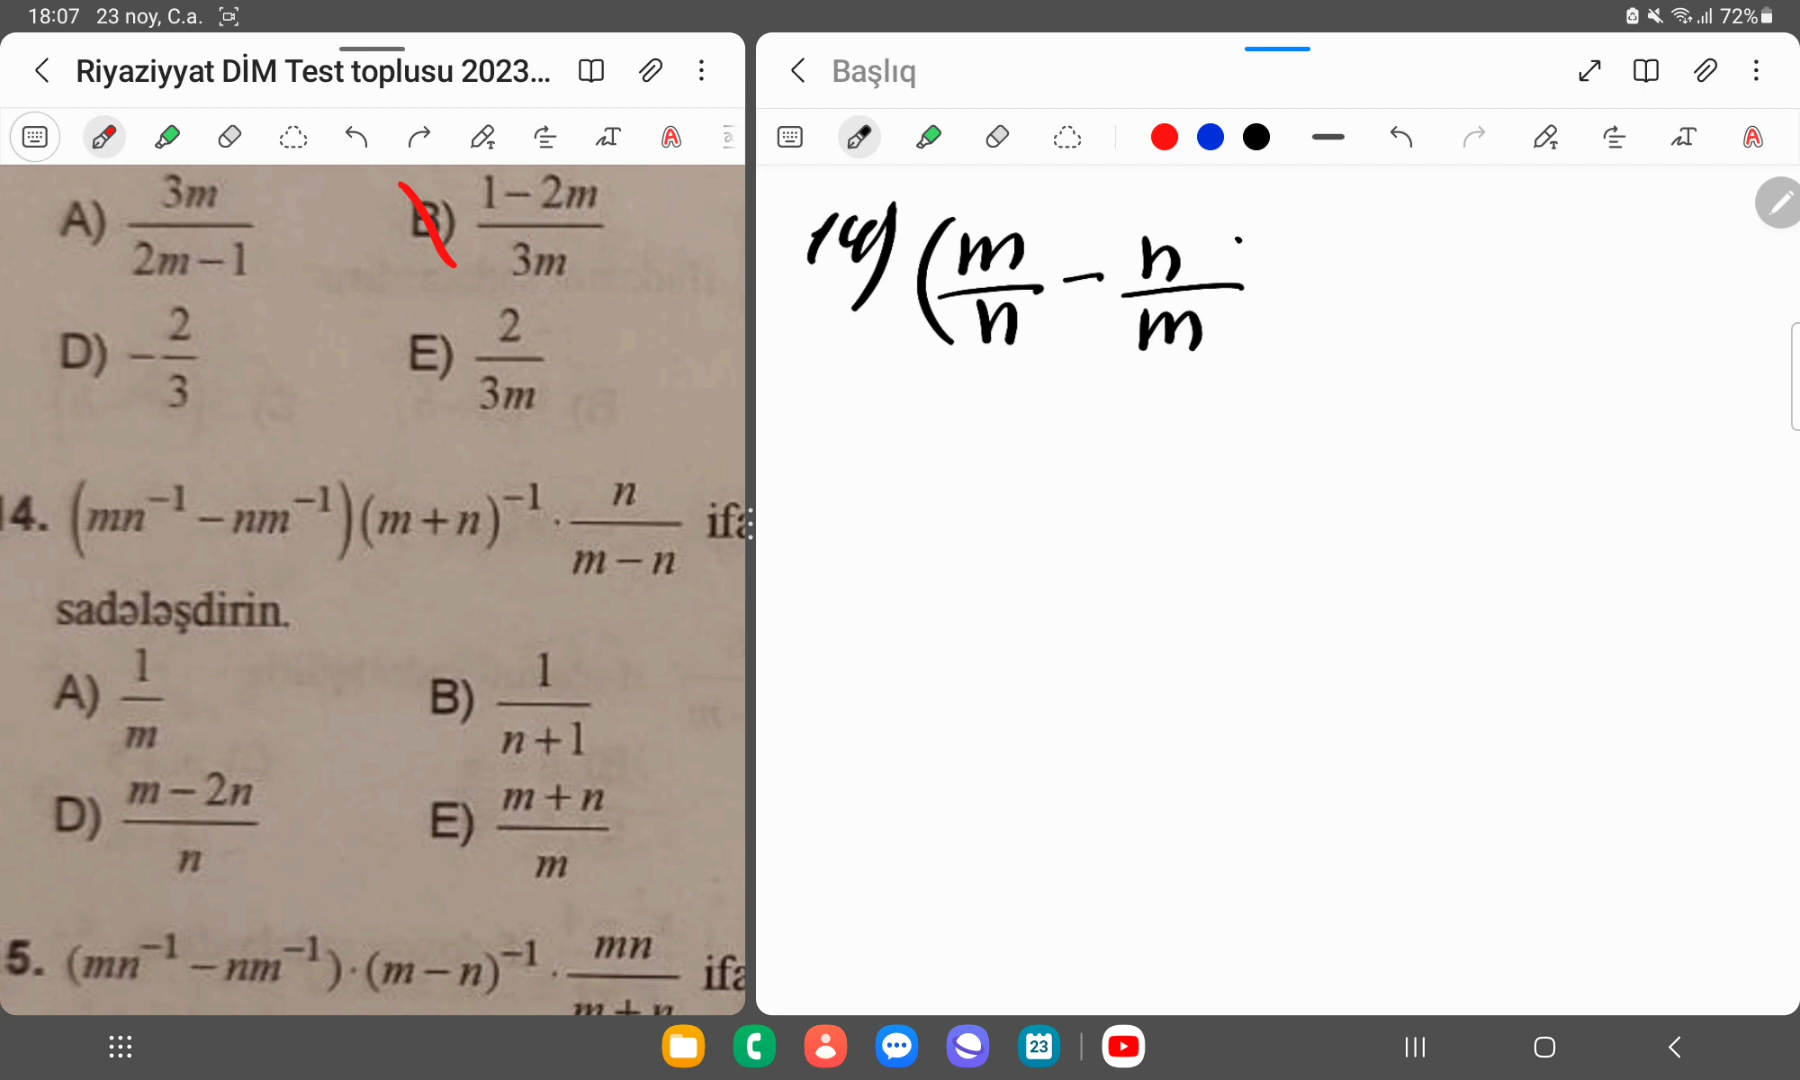 18:07 23 noy, C.a. 72%
Riyaziyyat DİM Test toplusu 2023...
A) 3m/(2m-1) B) (1-2m)/3m
D) -2/3 E) 2/3m
14. (mn⁻¹ - nm⁻¹)(m+n)⁻¹ · n/(m-n) ifa
sadələşdirin.
A) 1/m B) 1/(n+1)
D) (m-2n)/n E) (m+n)/m
5. (mn⁻¹ - nm⁻¹)·(m-n)⁻¹ · mn/(m+n) ifa
Başlıq
14) (m/n - n/m
23